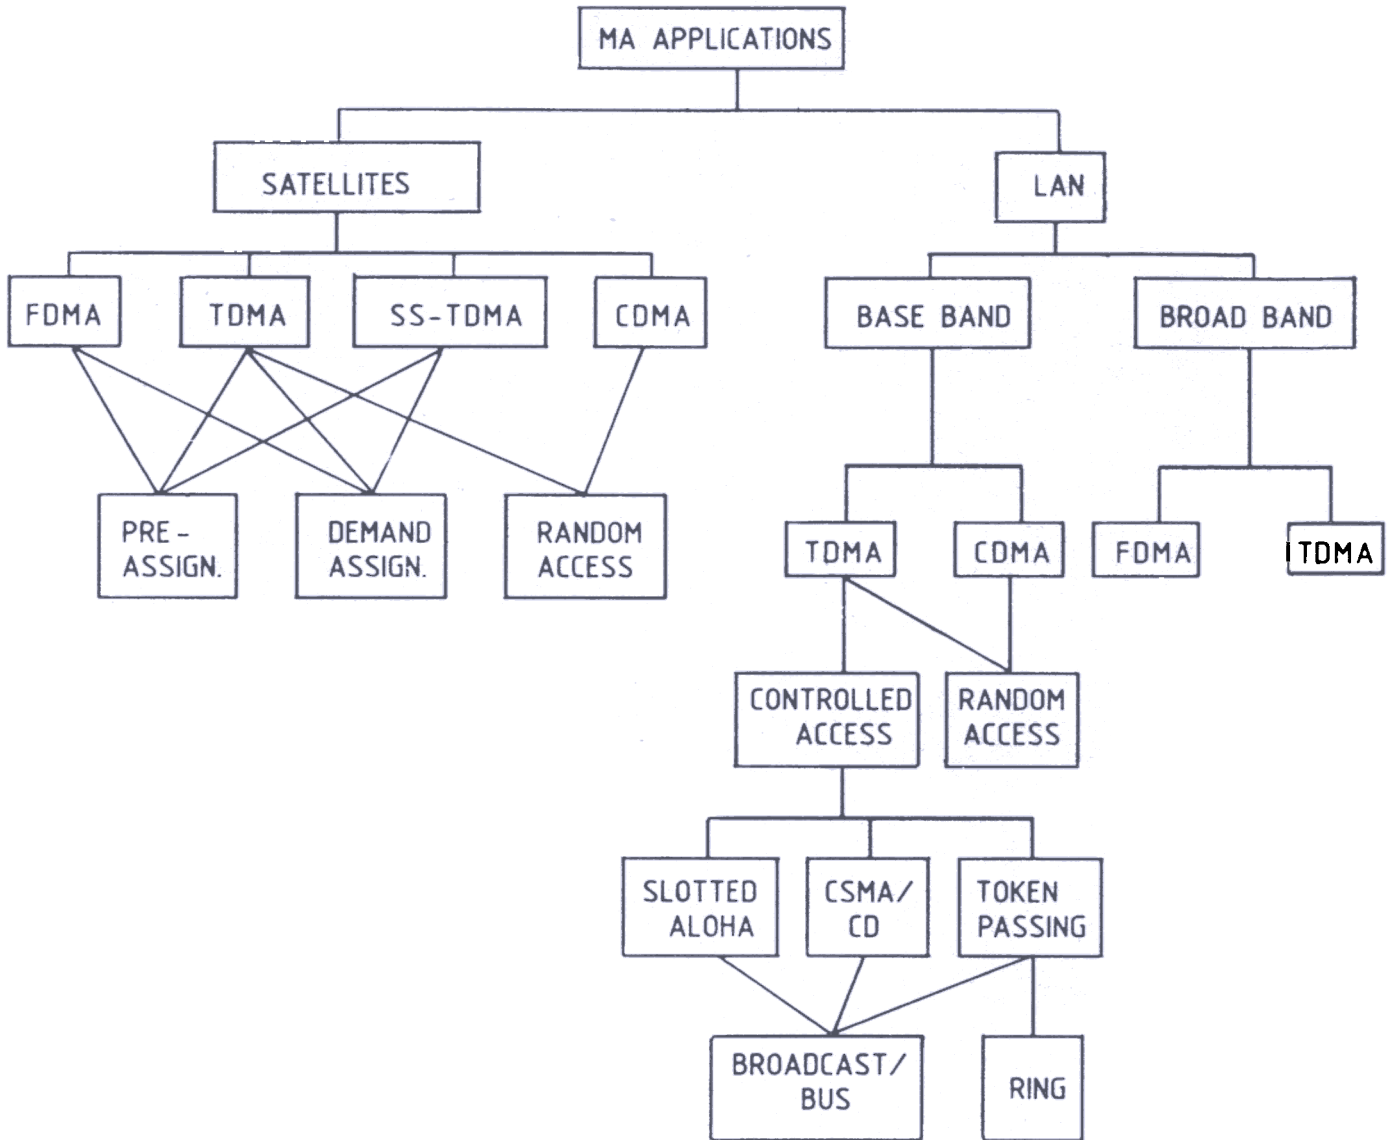 MA APPLICATIONS
SATELLITES
LAN
FDMA
TDMA
SS-TDMA
CDMA
BASE BAND
BROAD BAND
PRE-
ASSIGN.
DEMAND
ASSIGN.
RANDOM
ACCESS
TDMA
CDMA
FDMA
TDMA
CONTROLLED
ACCESS
RANDOM
ACCESS
SLOTTED
ALOHA
CSMA/
CD
TOKEN
PASSING
BROADCAST/
BUS
RING